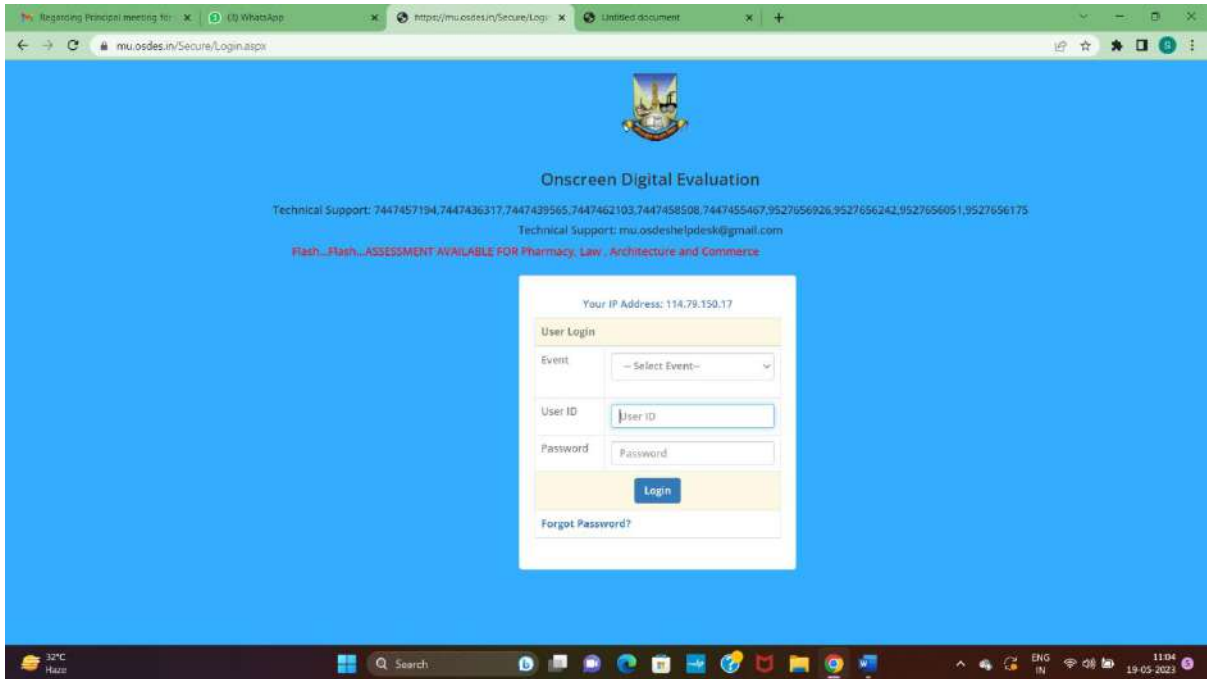 Regarding Principal meeting for
(3) WhatsApp
https://mu.osdes.in/Secure/Logi
Untitled document
mu.osdes.in/Secure/Login.aspx
Onscreen Digital Evaluation
Technical Support: 7447457194,7447436317,7447439565,7447462103,7447458508,7447455467,9527656926,9527656242,9527656051,9527656175
Technical Support: mu.osdeshelpdesk@gmail.com
Flash...Flash...ASSESSMENT AVAILABLE FOR Pharmacy, Law , Architecture and Commerce
Your IP Address: 114.79.150.17
User Login
Event
-- Select Event--
User ID
User ID
Password
Password
Login
Forgot Password?
32°C
Haze
Search
ENG
IN
11:04
19-05-2023